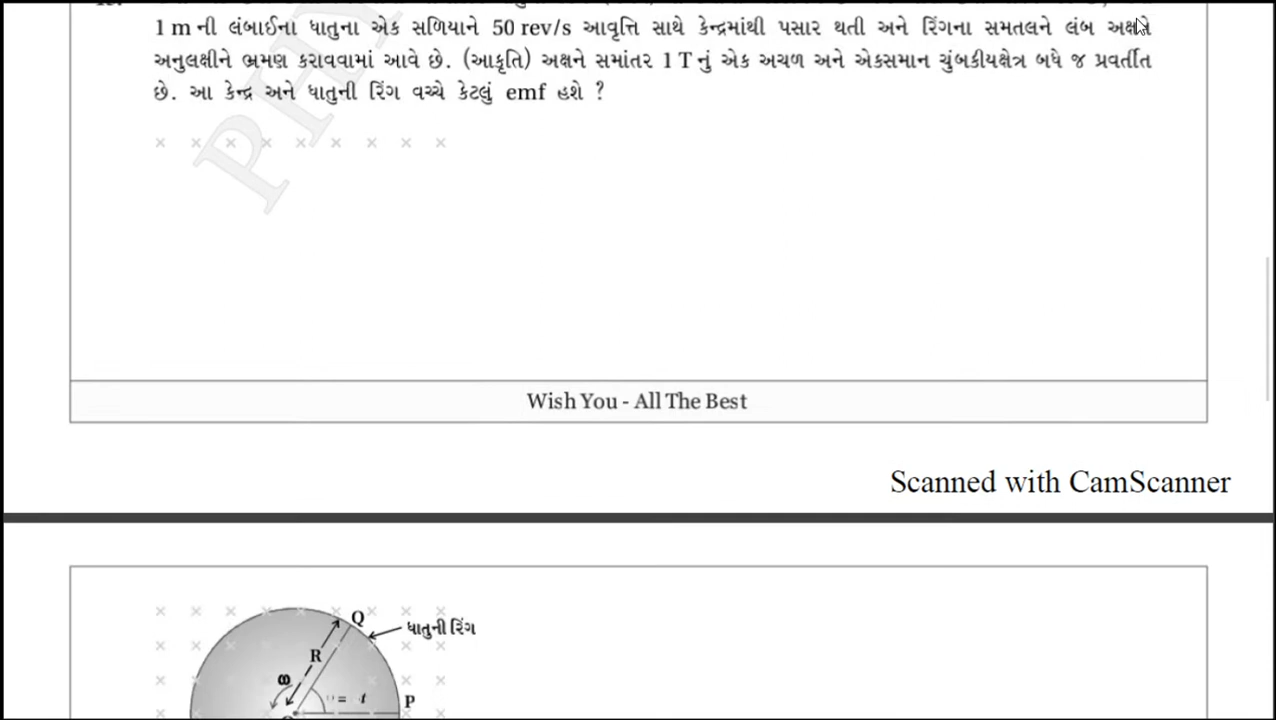 1 m ની લંબાઈના ધાતુના એક સળિયાને 50 rev/s આવૃત્તિ સાથે કેન્દ્રમાંથી પસાર થતી અને રિંગના સમતલને લંબ અક્ષને
અનુલક્ષીને ભ્રમણ કરાવવામાં આવે છે. (આકૃતિ) અક્ષને સમાંતર 1 T નું એક અચળ અને એકસમાન ચુંબકીયક્ષેત્ર બધે જ પ્રવર્તીત
છે. આ કેન્દ્ર અને ધાતુની રિંગ વચ્ચે કેટલું emf હશે ?
Wish You - All The Best
Scanned with CamScanner
Q
ધાતુની રિંગ
R
ω
= t
P